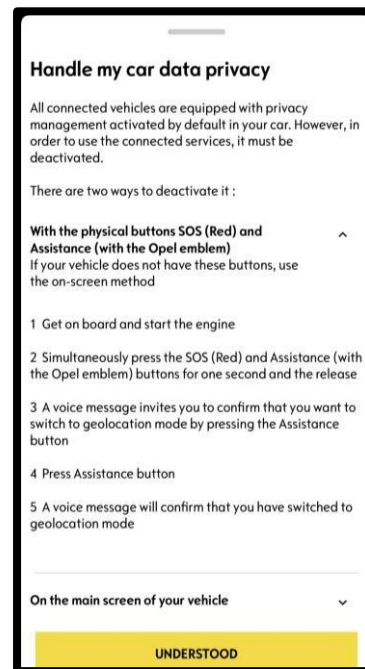 Handle my car data privacy
All connected vehicles are equipped with privacy
management activated by default in your car. However, in
order to use the connected services, it must be
deactivated.
There are two ways to deactivate it :
With the physical buttons SOS (Red) and
Assistance (with the Opel emblem)
If your vehicle does not have these buttons, use
the on-screen method
1 Get on board and start the engine
2 Simultaneously press the SOS (Red) and Assistance (with
the Opel emblem) buttons for one second and the release
3 A voice message invites you to confirm that you want to
switch to geolocation mode by pressing the Assistance
button
4 Press Assistance button
5 A voice message will confirm that you have switched to
geolocation mode
On the main screen of your vehicle
UNDERSTOOD